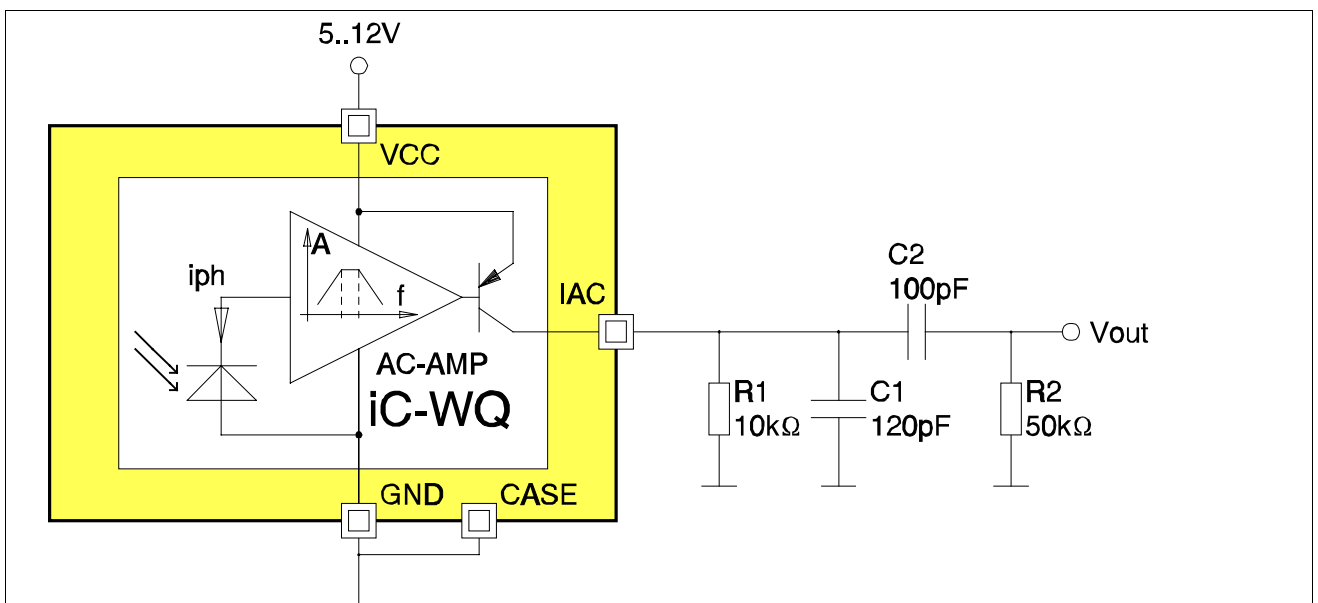 5..12V
VCC
A
iph
f
IAC
AC-AMP
iC-WQ
GND
CASE
C2
100pF
Vout
R1
10kΩ
C1
120pF
R2
50kΩ